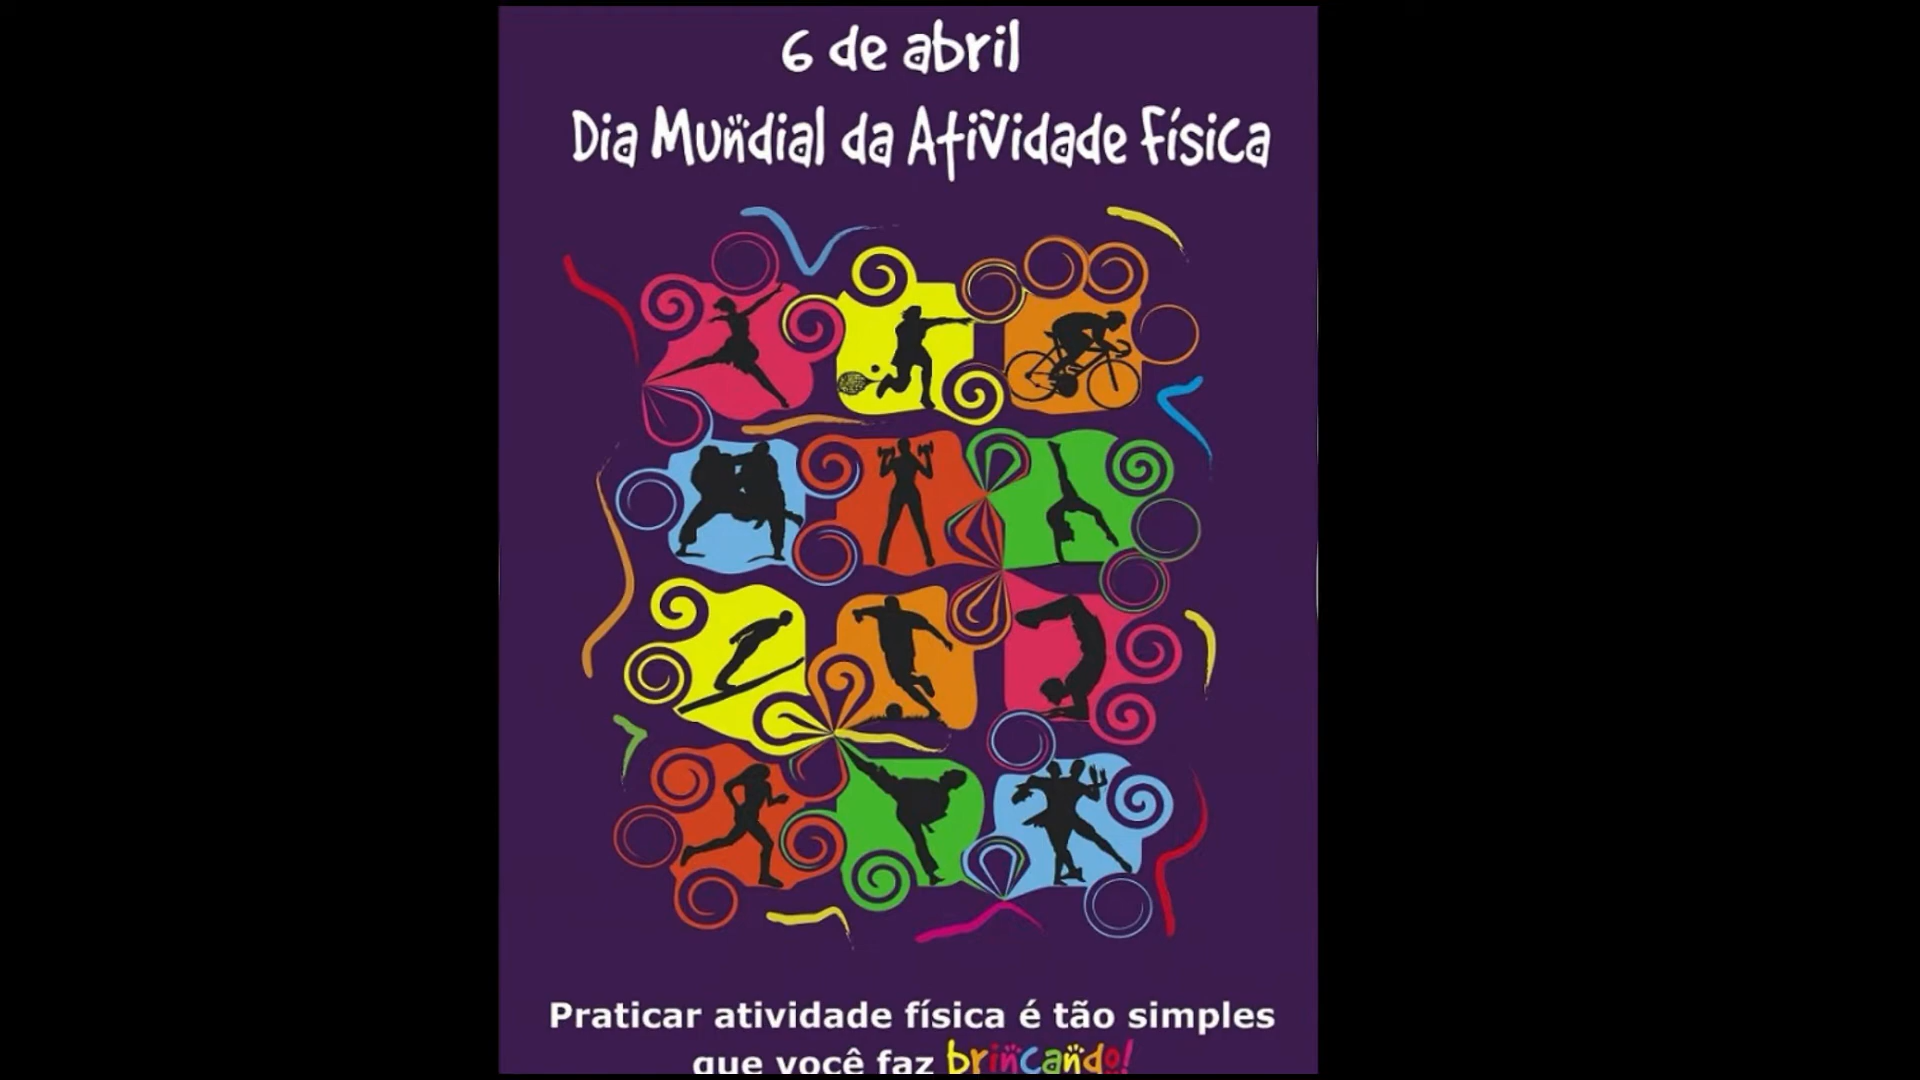 6 de abril
Dia Mundial da Atividade Física
Praticar atividade física é tão simples
que você faz brincando!